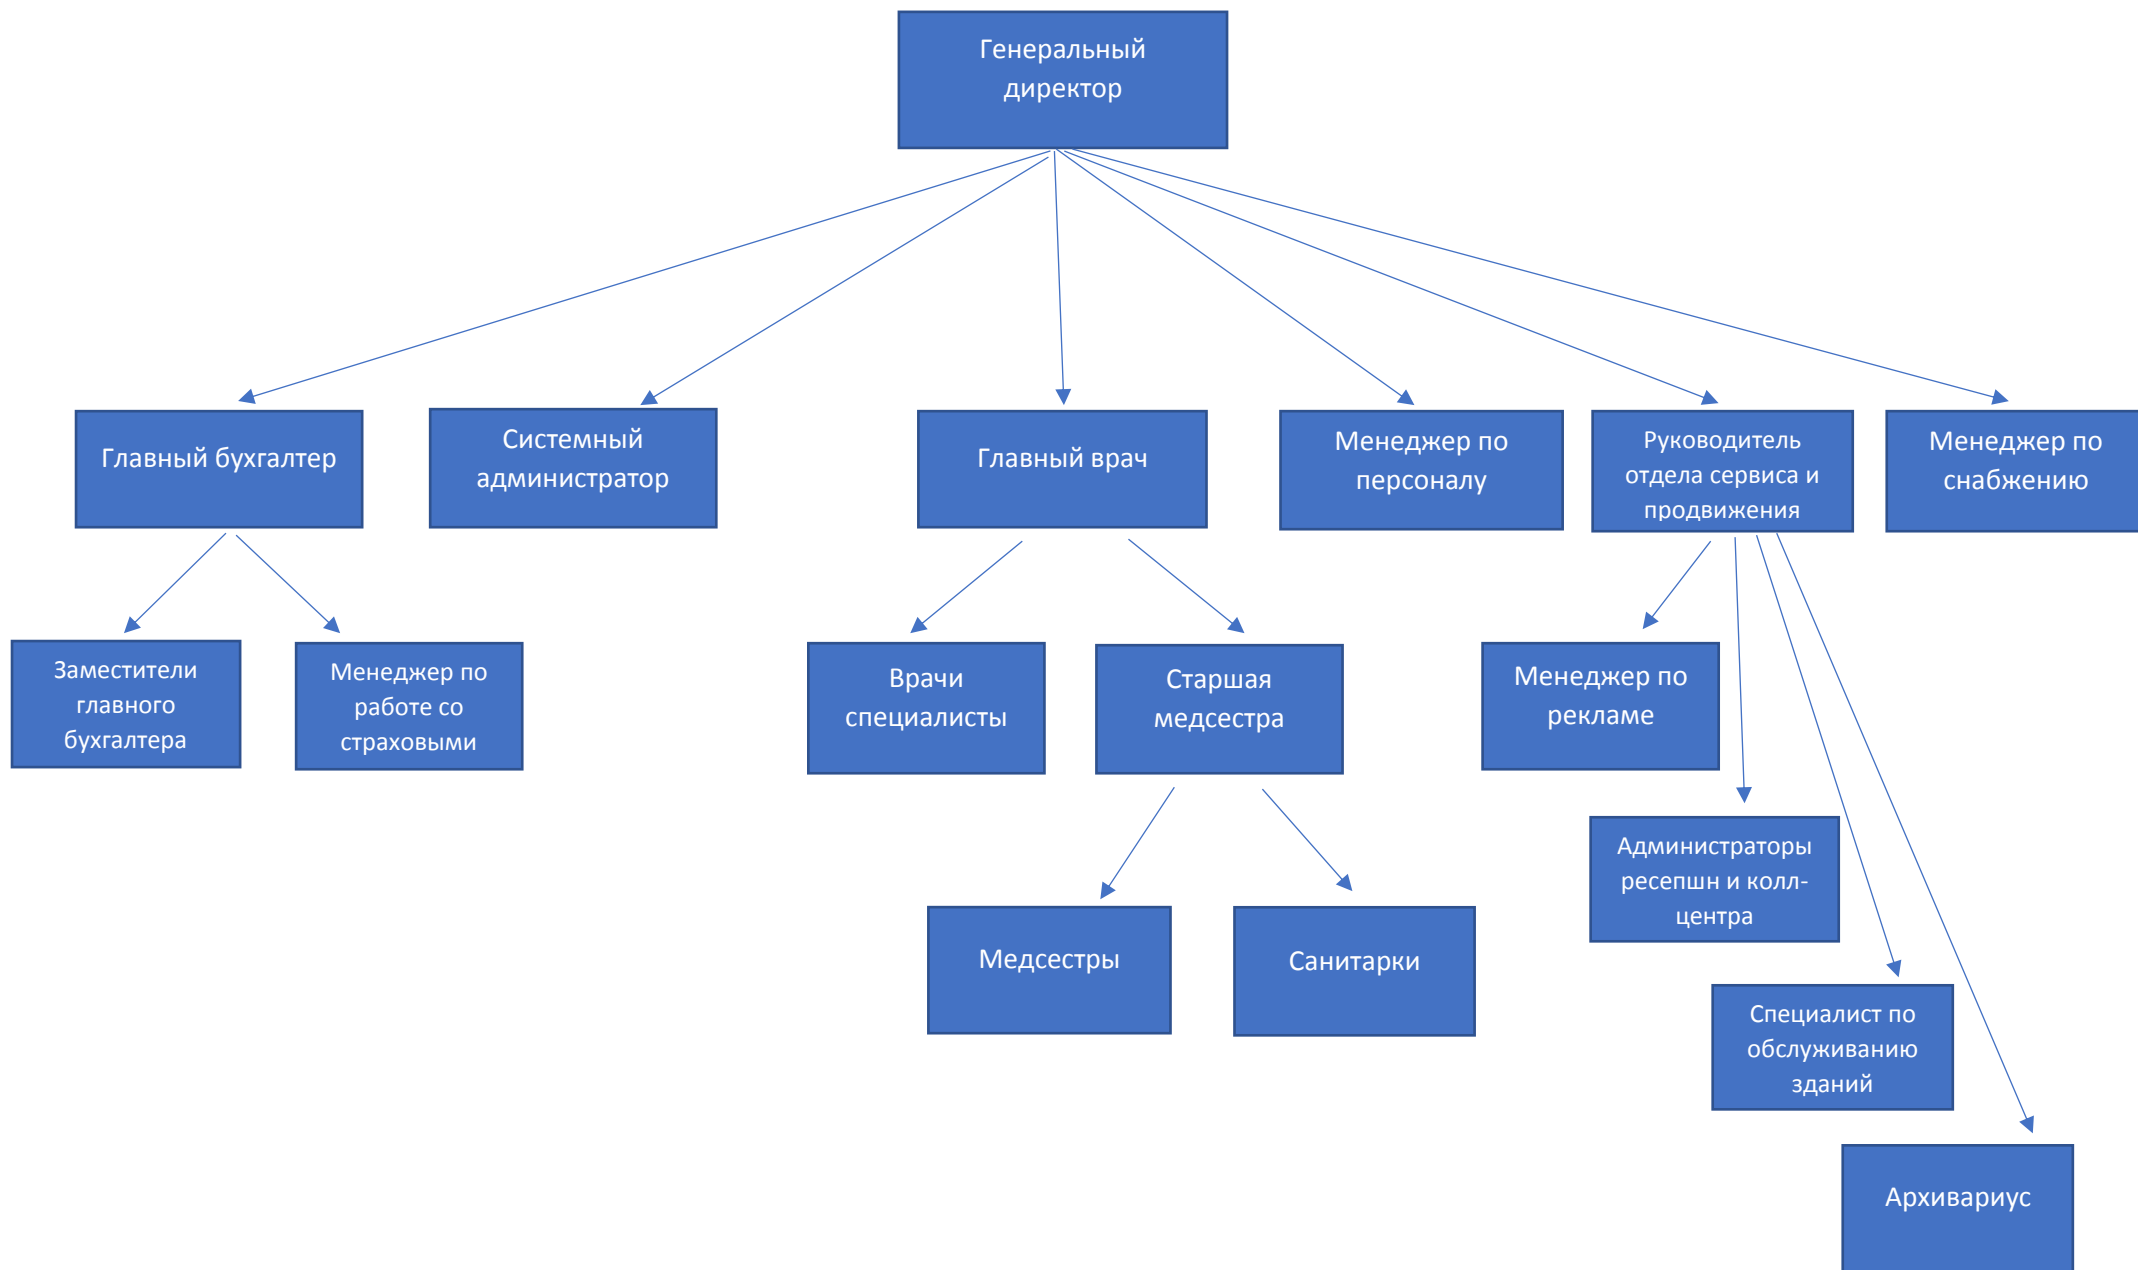 Генеральный
директор
Главный бухгалтер
Системный
администратор
Главный врач
Менеджер по
персоналу
Руководитель
отдела сервиса и
продвижения
Менеджер по
снабжению
Заместители
главного
бухгалтера
Менеджер по
работе со
страховыми
Врачи
специалисты
Старшая
медсестра
Менеджер по
рекламе
Администраторы
ресепшн и колл-
центра
Медсестры
Санитарки
Специалист по
обслуживанию
зданий
Архивариус